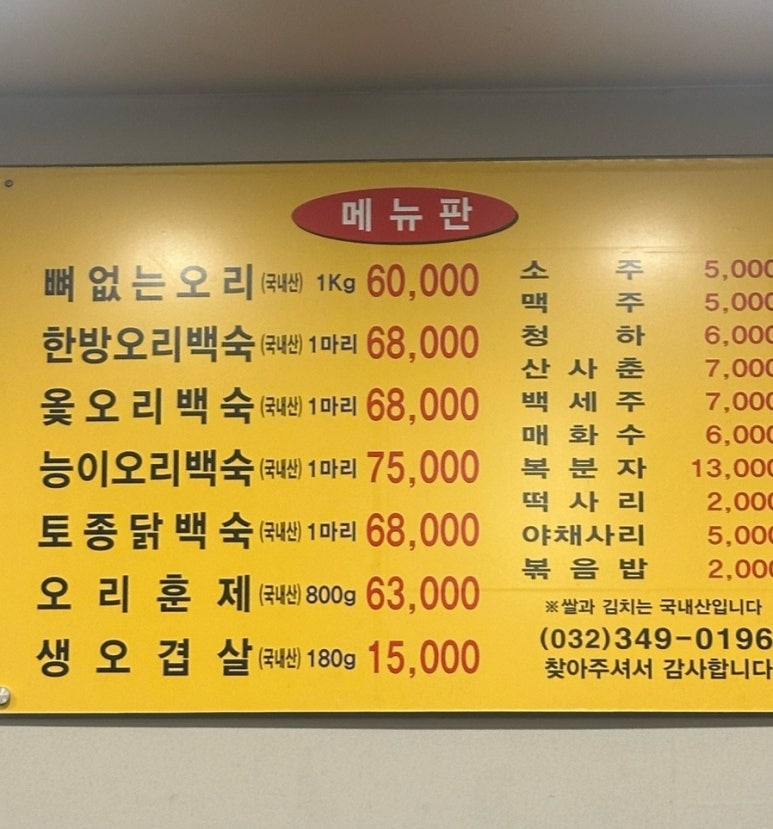 메뉴판
뼈없는오리(국내산) 1Kg 60,000
한방오리백숙(국내산) 1마리 68,000
옻오리백숙(국내산) 1마리 68,000
능이오리백숙(국내산) 1마리 75,000
토종닭백숙(국내산) 1마리 68,000
오리훈제(국내산) 800g 63,000
생오겹살(국내산) 180g 15,000
소주 5,000
맥주 5,000
청하 6,000
산사춘 7,000
백세주 7,000
매화수 6,000
복분자 13,000
떡사리 2,000
야채사리 5,000
볶음밥 2,000
※쌀과 김치는 국내산입니다
(032)349-0196
찾아주셔서 감사합니다